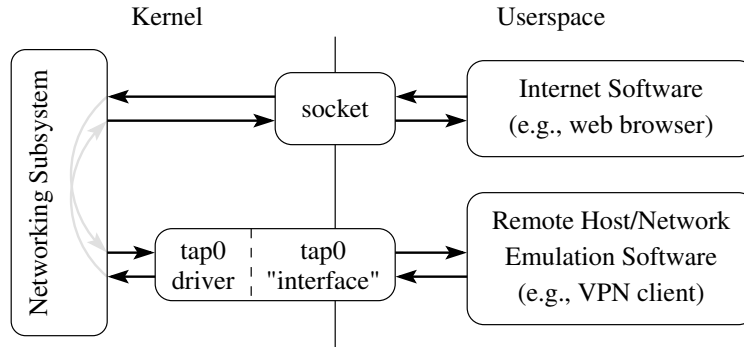 Kernel
Userspace
Networking Subsystem
socket
Internet Software
(e.g., web browser)
tap0
driver
tap0
"interface"
Remote Host/Network
Emulation Software
(e.g., VPN client)